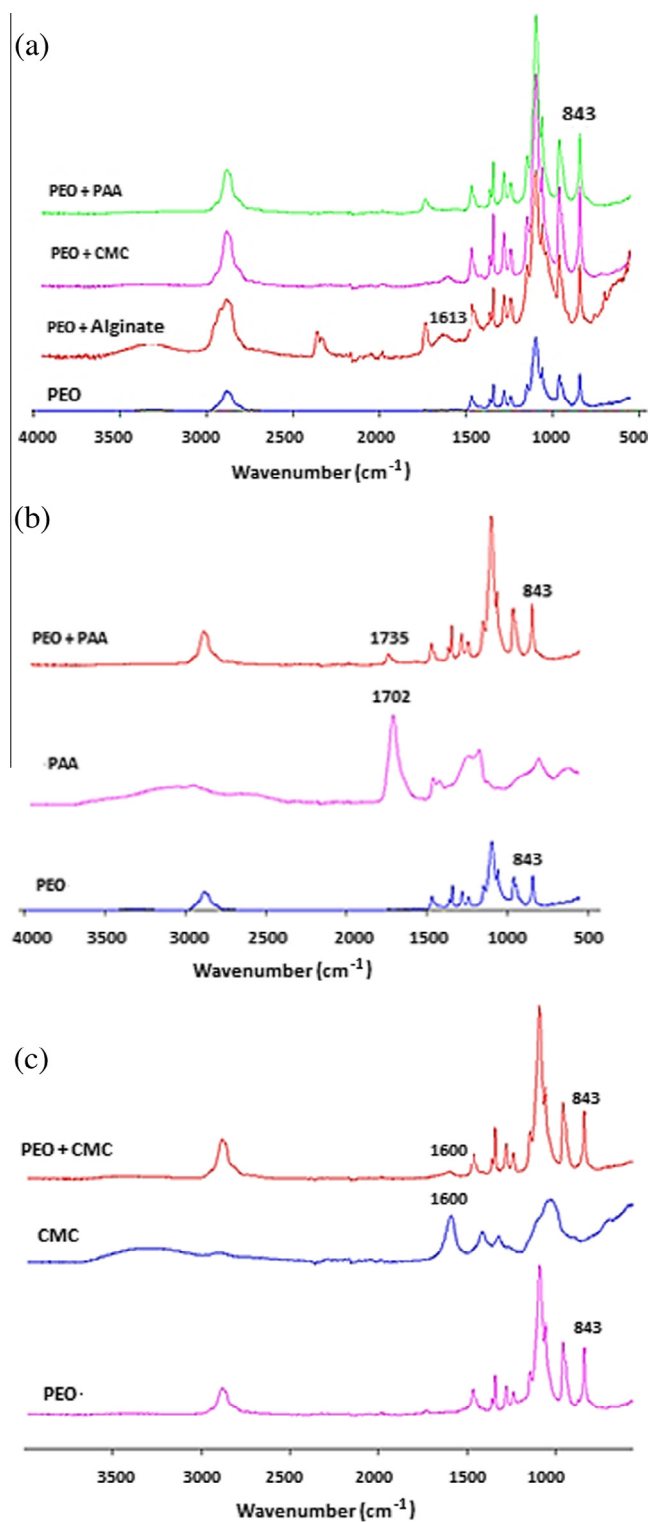 (a)
843
PEO + PAA
PEO + CMC
1613
PEO + Alginate
PEO
4000 3500 3000 2500 2000 1500 1000 500
Wavenumber (cm-1)
(b)
843
1735
PEO + PAA
1702
PAA
843
PEO
4000 3500 3000 2500 2000 1500 1000 500
Wavenumber (cm-1)
(c)
843
1600
PEO + CMC
1600
CMC
843
PEO
3500 3000 2500 2000 1500 1000
Wavenumber (cm-1)